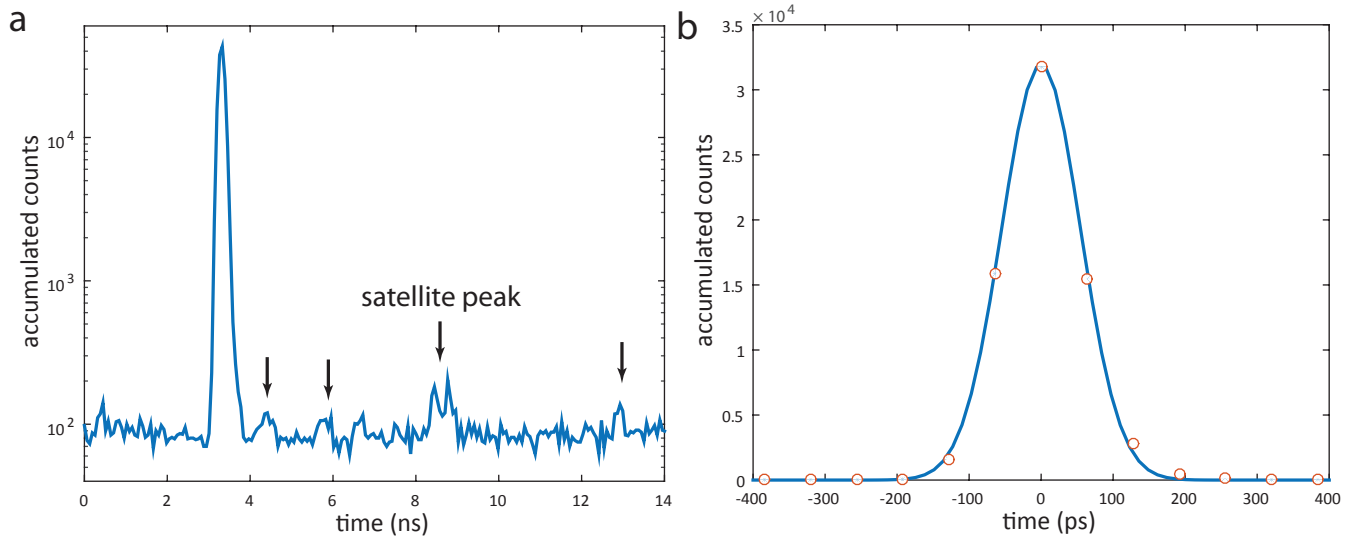 a
accumulated counts
10^4
10^3
10^2
satellite peak
0 2 4 6 8 10 12 14
time (ns)
b
× 10^4
accumulated counts
3.5
3
2.5
2
1.5
1
0.5
0
-400 -300 -200 -100 0 100 200 300 400
time (ps)